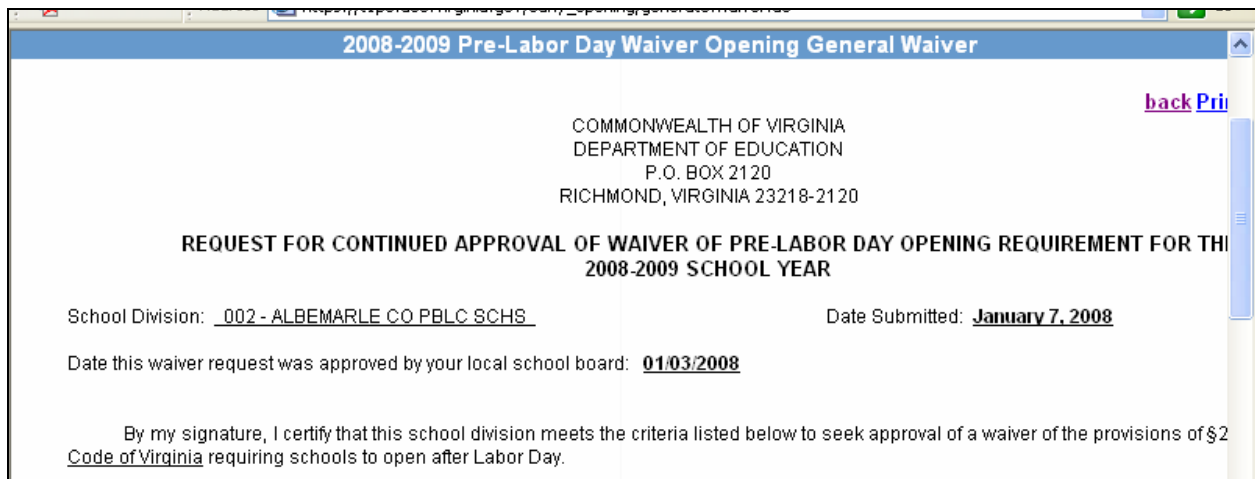 2008-2009 Pre-Labor Day Waiver Opening General Waiver
back Pri
COMMONWEALTH OF VIRGINIA
DEPARTMENT OF EDUCATION
P.O. BOX 2120
RICHMOND, VIRGINIA 23218-2120
REQUEST FOR CONTINUED APPROVAL OF WAIVER OF PRE-LABOR DAY OPENING REQUIREMENT FOR TH
2008-2009 SCHOOL YEAR
School Division: 002 - ALBEMARLE CO PBLC SCHS Date Submitted: January 7, 2008
Date this waiver request was approved by your local school board: 01/03/2008
By my signature, I certify that this school division meets the criteria listed below to seek approval of a waiver of the provisions of §2
Code of Virginia requiring schools to open after Labor Day.